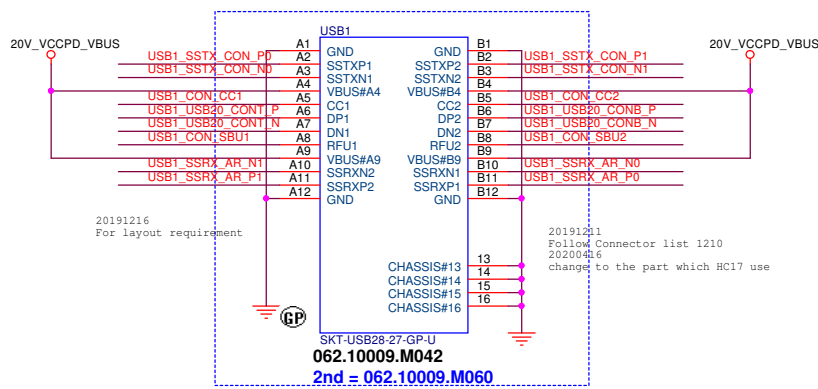 USB1
20V_VCCPD_VBUS
20V_VCCPD_VBUS
A1 GND GND B1
USB1_SSTX_CON_P0 A2 SSTXP1 SSTXP2 B2 USB1_SSTX_CON_P1
USB1_SSTX_CON_N0 A3 SSTXN1 SSTXN2 B3 USB1_SSTX_CON_N1
A4 VBUS#A4 VBUS#B4 B4
USB1_CON_CC1 A5 CC1 CC2 B5 USB1_CON_CC2
USB1_USB20_CONT_P A6 DP1 DP2 B6 USB1_USB20_CONB_P
USB1_USB20_CONT_N A7 DN1 DN2 B7 USB1_USB20_CONB_N
USB1_CON_SBU1 A8 RFU1 RFU2 B8 USB1_CON_SBU2
A9 VBUS#A9 VBUS#B9 B9
USB1_SSRX_AR_N1 A10 SSRXN2 SSRXN1 B10 USB1_SSRX_AR_N0
USB1_SSRX_AR_P1 A11 SSRXP2 SSRXP1 B11 USB1_SSRX_AR_P0
A12 GND GND B12
20191216
For layout requirement
20191211
Follow Connector list 1210
20200416
change to the part which HC17 use
CHASSIS#13 13
CHASSIS#14 14
CHASSIS#15 15
CHASSIS#16 16
GP
SKT-USB28-27-GP-U
062.10009.M042
2nd = 062.10009.M060